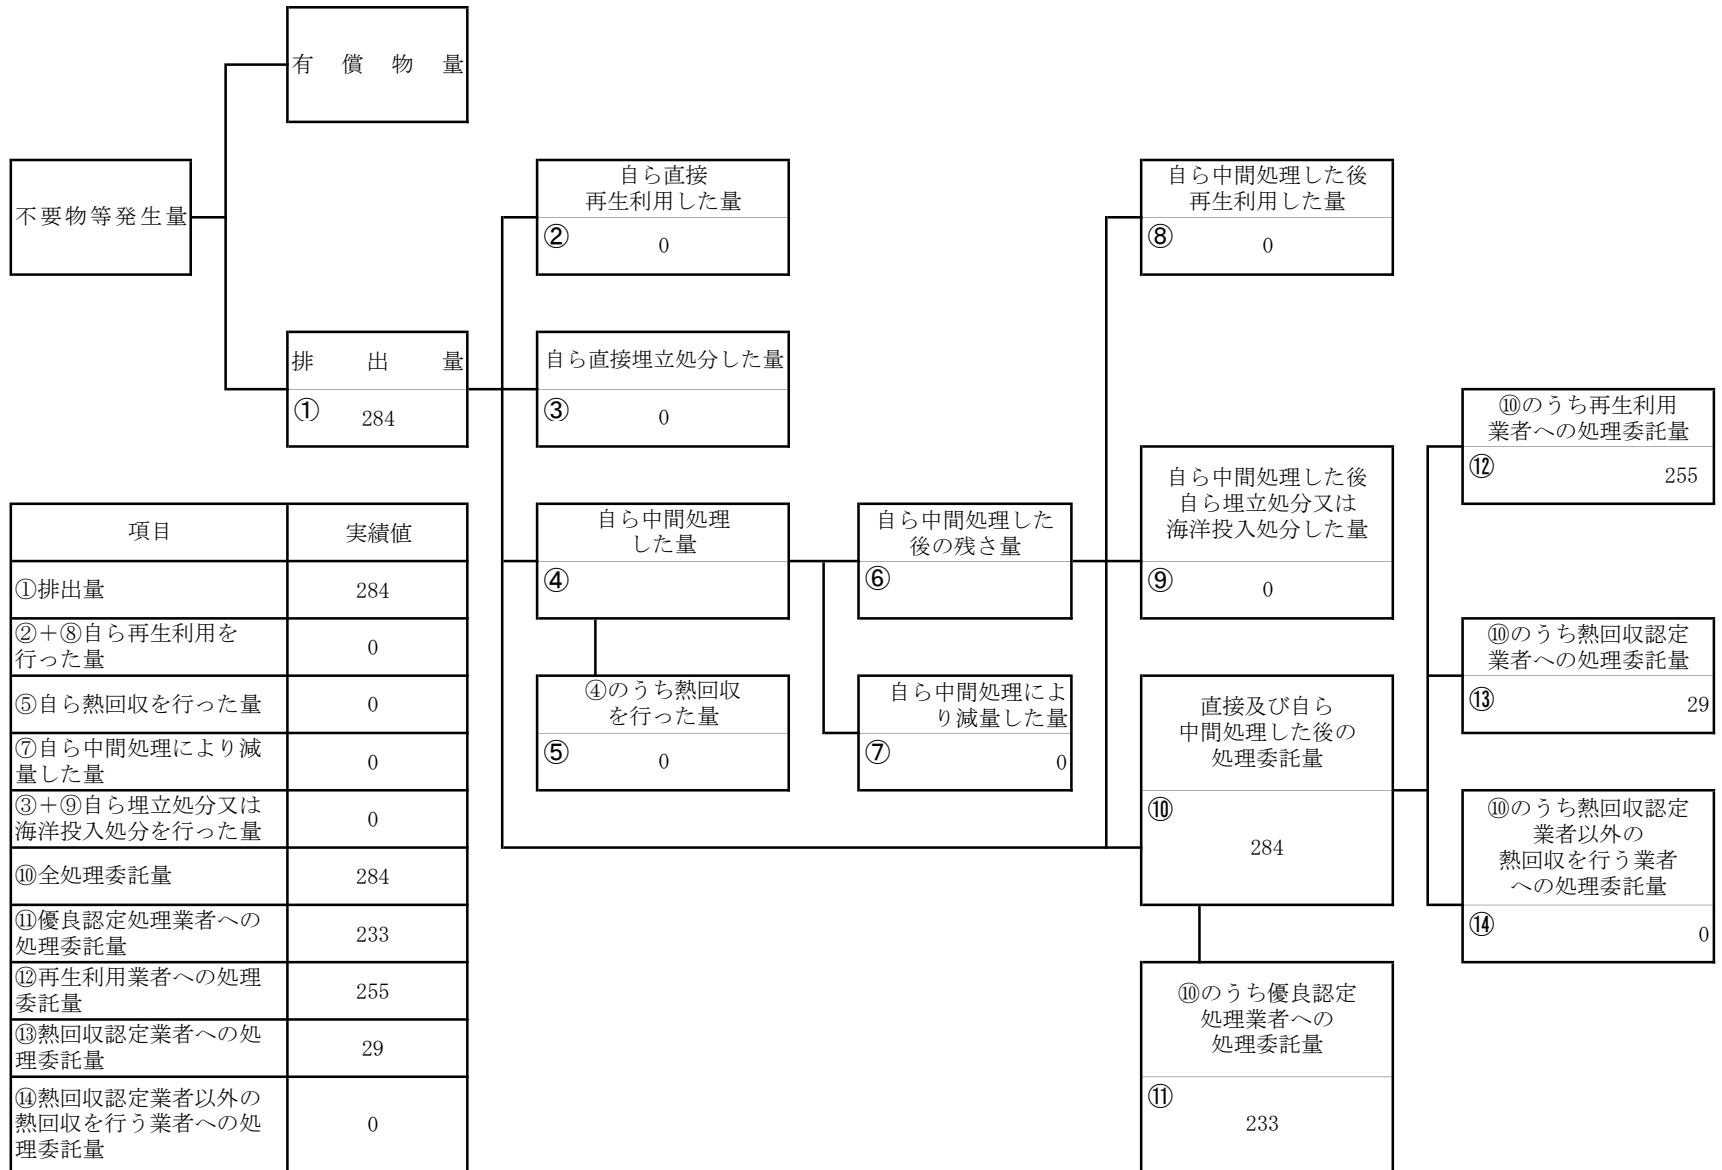 有償物量
不要物等発生量
排出量
① 284
自ら直接
再生利用した量
② 0
自ら直接埋立処分した量
③ 0
自ら中間処理
した量
④
④のうち熱回収
を行った量
⑤ 0
自ら中間処理した
後の残さ量
⑥
自ら中間処理によ
り減量した量
⑦ 0
自ら中間処理した後
再生利用した量
⑧ 0
自ら中間処理した後
自ら埋立処分又は
海洋投入処分した量
⑨ 0
直接及び自ら
中間処理した後の
処理委託量
⑩
284
⑩のうち優良認定
処理業者への
処理委託量
⑪
233
⑩のうち再生利用
業者への処理委託量
⑫ 255
⑩のうち熱回収認定
業者への処理委託量
⑬ 29
⑩のうち熱回収認定
業者以外の
熱回収を行う業者
への処理委託量
⑭ 0
項目 実績値
①排出量 284
②+⑧自ら再生利用を
行った量 0
⑤自ら熱回収を行った量 0
⑦自ら中間処理により減
量した量 0
③+⑨自ら埋立処分又は
海洋投入処分を行った量 0
⑩全処理委託量 284
⑪優良認定処理業者への
処理委託量 233
⑫再生利用業者への処理
委託量 255
⑬熱回収認定業者への処
理委託量 29
⑭熱回収認定業者以外の
熱回収を行う業者への処
理委託量 0